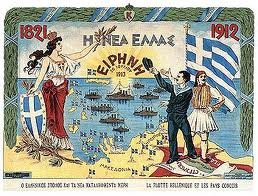 1821
1912
Η ΝΕΑ ΕΛΛΑΣ
ΕΙΡΗΝΗ
1913
ΜΑΚΕΔΟΝΙΑ
Ο ΕΛΛΗΝΙΚΟΣ ΣΤΟΛΟΣ ΚΑΙ ΤΑ ΝΕΑ ΚΑΤΑΛΗΦΘΕΝΤΑ ΜΕΡΗ
LA FLOTTE HELLENIQUE ET LES PAYS CONQUIS